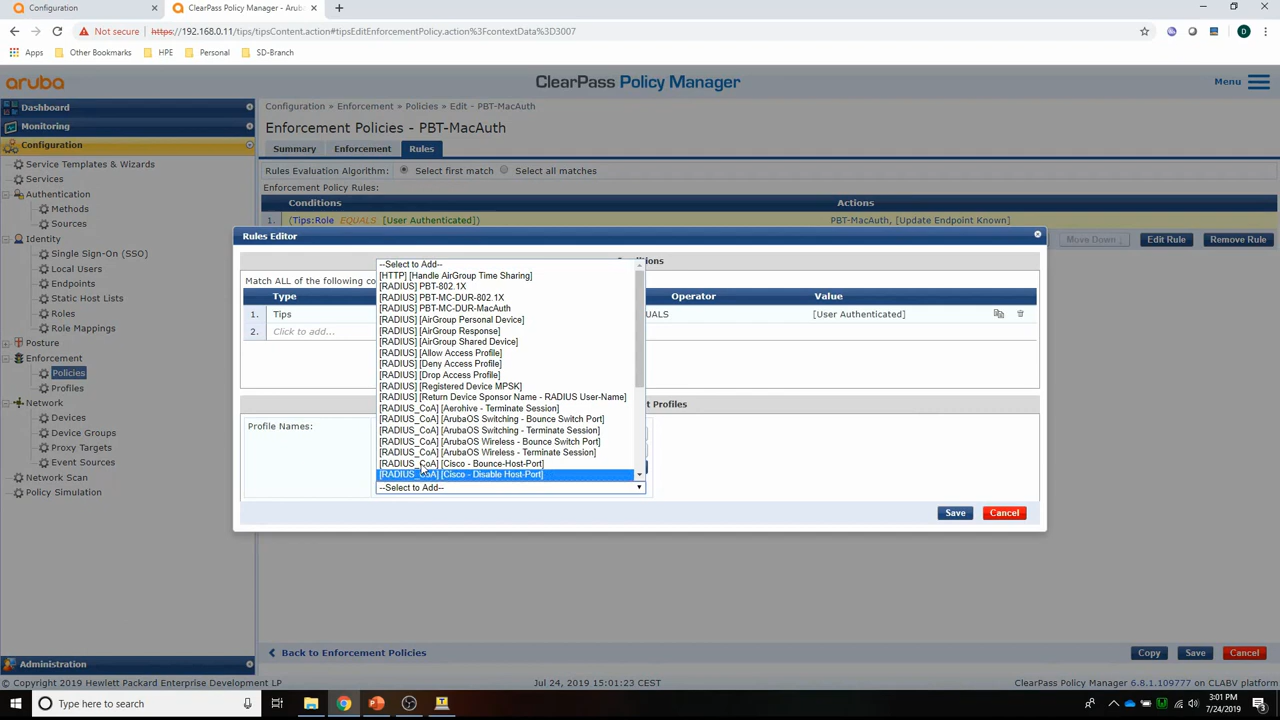 Configuration
ClearPass Policy Manager - Aru
Not secure
https://192.168.0.11/tips/tipsContent.action#tipsEditEnforcementPolicy.action%3FcontextData%3D3007
D
Apps
Other Bookmarks
HPE
Personal
SD-Branch
aruba
ClearPass Policy Manager
Menu
Dashboard
Monitoring
Configuration
Service Templates & Wizards
Services
Authentication
Methods
Sources
Identity
Single Sign-On (SSO)
Local Users
Endpoints
Static Host Lists
Roles
Role Mappings
Posture
Enforcement
Policies
Profiles
Network
Devices
Device Groups
Proxy Targets
Event Sources
Network Scan
Policy Simulation
Administration
Configuration » Enforcement » Policies » Edit - PBT-MacAuth
Enforcement Policies - PBT-MacAuth
Summary
Enforcement
Rules
Rules Evaluation Algorithm:
Select first match
Select all matches
Enforcement Policy Rules:
Conditions
Actions
1. (Tips:Role EQUALS [User Authenticated])
PBT-MacAuth, [Update Endpoint Known]
Move Down ↓
Edit Rule
Remove Rule
Rules Editor
nditions
Match ALL of the following co
Type
Operator
Value
1. Tips
UALS
[User Authenticated]
2. Click to add...
t Profiles
Profile Names:
--Select to Add--
[HTTP] [Handle AirGroup Time Sharing]
[RADIUS] PBT-802.1X
[RADIUS] PBT-MC-DUR-802.1X
[RADIUS] PBT-MC-DUR-MacAuth
[RADIUS] [AirGroup Personal Device]
[RADIUS] [AirGroup Response]
[RADIUS] [AirGroup Shared Device]
[RADIUS] [Allow Access Profile]
[RADIUS] [Deny Access Profile]
[RADIUS] [Drop Access Profile]
[RADIUS] [Registered Device MPSK]
[RADIUS] [Return Device Sponsor Name - RADIUS User-Name]
[RADIUS_CoA] [Aerohive - Terminate Session]
[RADIUS_CoA] [ArubaOS Switching - Bounce Switch Port]
[RADIUS_CoA] [ArubaOS Switching - Terminate Session]
[RADIUS_CoA] [ArubaOS Wireless - Bounce Switch Port]
[RADIUS_CoA] [ArubaOS Wireless - Terminate Session]
[RADIUS_CoA] [Cisco - Bounce-Host-Port]
[RADIUS_CoA] [Cisco - Disable Host-Port]
--Select to Add--
Save
Cancel
Back to Enforcement Policies
Copy
Save
Cancel
© Copyright 2019 Hewlett Packard Enterprise Development LP
Jul 24, 2019 15:01:23 CEST
ClearPass Policy Manager 6.8.1.109777 on CLABV platform
Type here to search
3:01 PM
7/24/2019